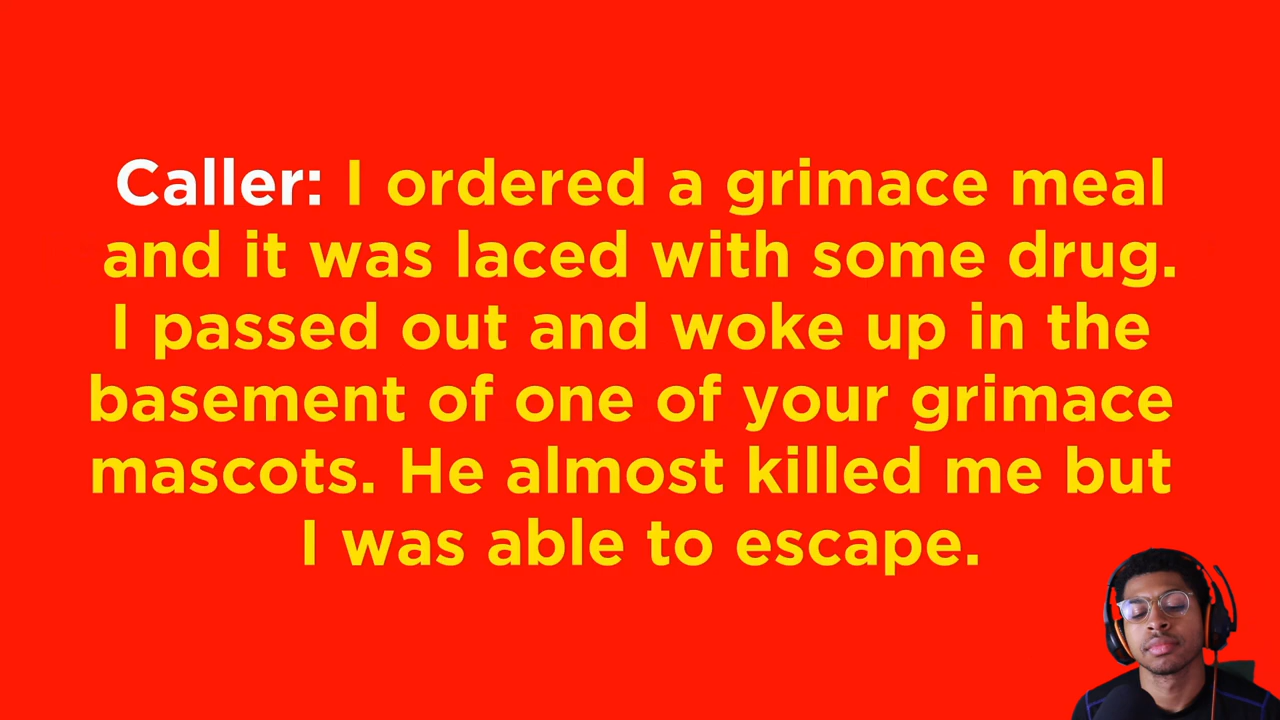 Caller: I ordered a grimace meal
and it was laced with some drug.
I passed out and woke up in the
basement of one of your grimace
mascots. He almost killed me but
I was able to escape.